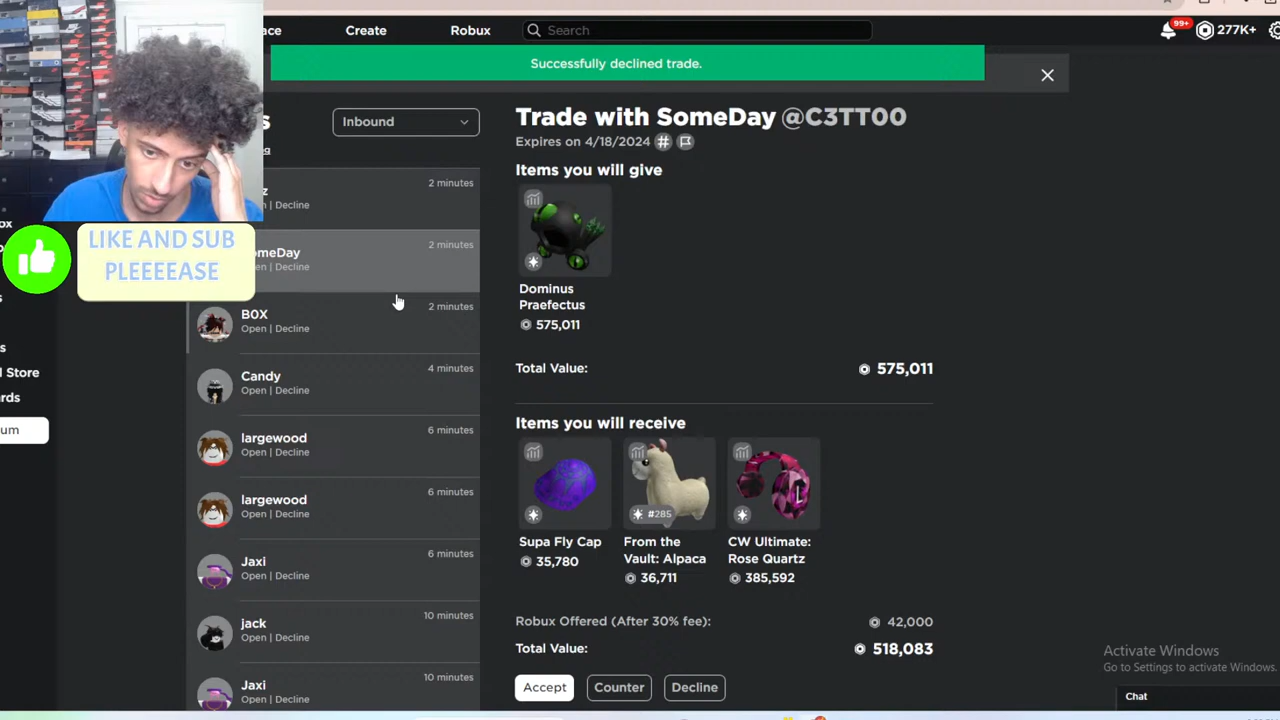 ace
Create
Robux
Search
99+
277K+
Successfully declined trade.
Inbound
2 minutes
| Decline
SomeDay
2 minutes
| Decline
B0X
2 minutes
Open | Decline
Candy
4 minutes
Open | Decline
largewood
6 minutes
Open | Decline
largewood
6 minutes
Open | Decline
Jaxi
6 minutes
Open | Decline
jack
10 minutes
Open | Decline
Jaxi
10 minutes
Open | Decline
LIKE AND SUB
PLEEEEASE
d Store
rds
um
Trade with SomeDay @C3TT00
Expires on 4/18/2024 #
Items you will give
Dominus
Praefectus
575,011
Total Value: 575,011
Items you will receive
#285
Supa Fly Cap
35,780
From the
Vault: Alpaca
36,711
CW Ultimate:
Rose Quartz
385,592
Robux Offered (After 30% fee): 42,000
Total Value: 518,083
Accept
Counter
Decline
Activate Windows
Go to Settings to activate Windows.
Chat